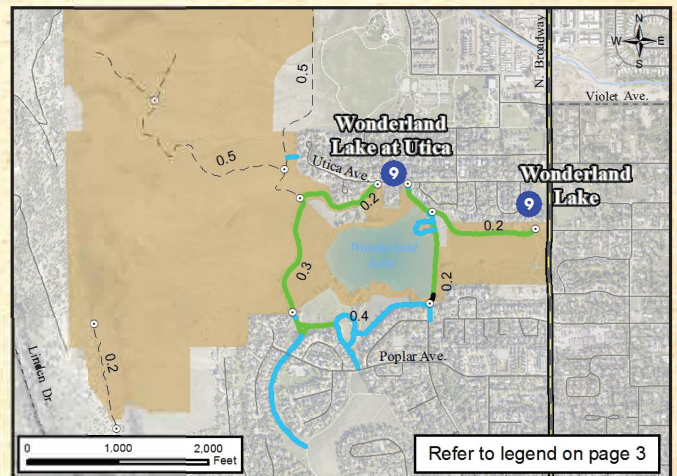 N
W E
S
N. Broadway
Violet Ave.
0.5
0.5
Wonderland
Lake at Utica
9
Utica Ave.
Wonderland
Lake
9
0.2
0.2
Wonderland
Lake
0.3
0.2
0.4
Poplar Ave.
0.2
Linden Dr.
0 1,000 2,000
Feet
Refer to legend on page 3